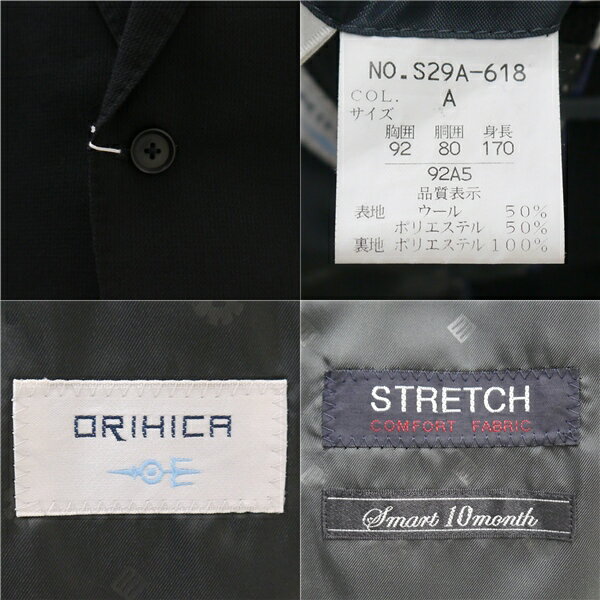 NO.S29A-618
COL. A
サイズ
胸囲 胴囲 身長
92 80 170
92A5
品質表示
表地 ウール 50%
ポリエステル 50%
裏地 ポリエステル 100%
ORIHICA
STRETCH
COMFORT FABRIC
Smart 10month